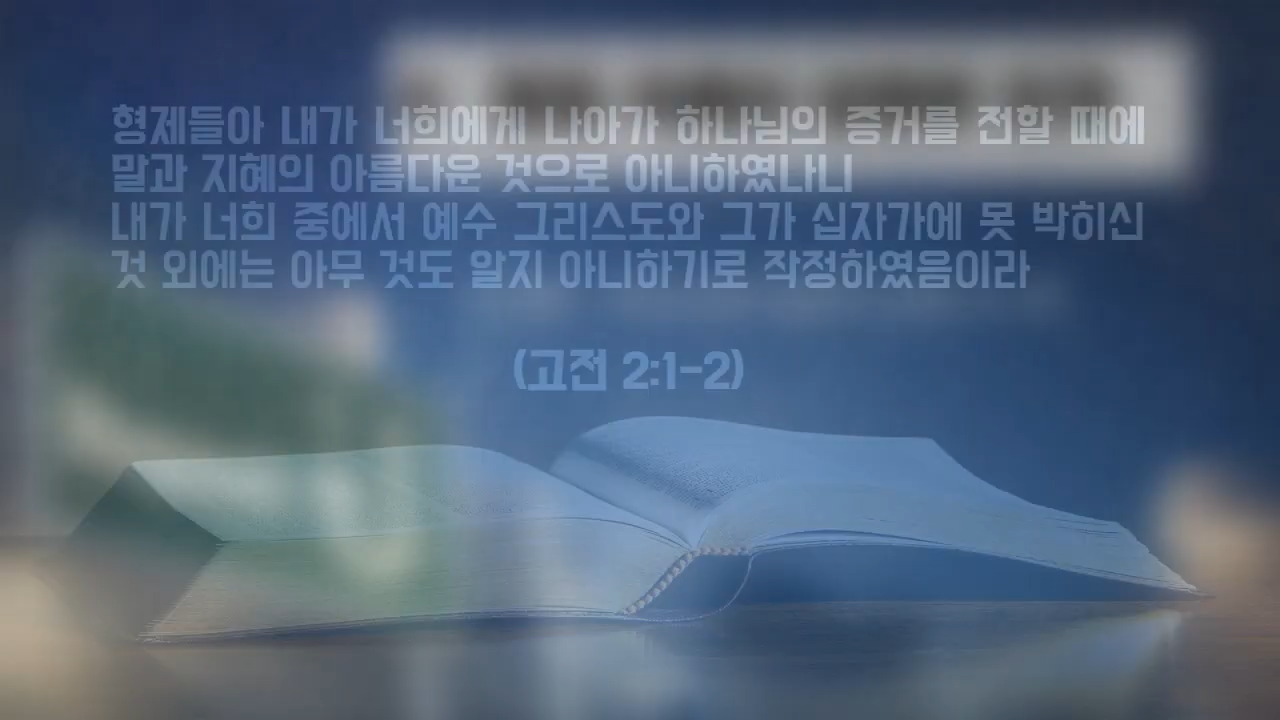 형제들아 내가 너희에게 나아가 하나님의 증거를 전할 때에
말과 지혜의 아름다운 것으로 아니하였나니
내가 너희 중에서 예수 그리스도와 그가 십자가에 못 박히신
것 외에는 아무 것도 알지 아니하기로 작정하였음이라
(고전 2:1-2)